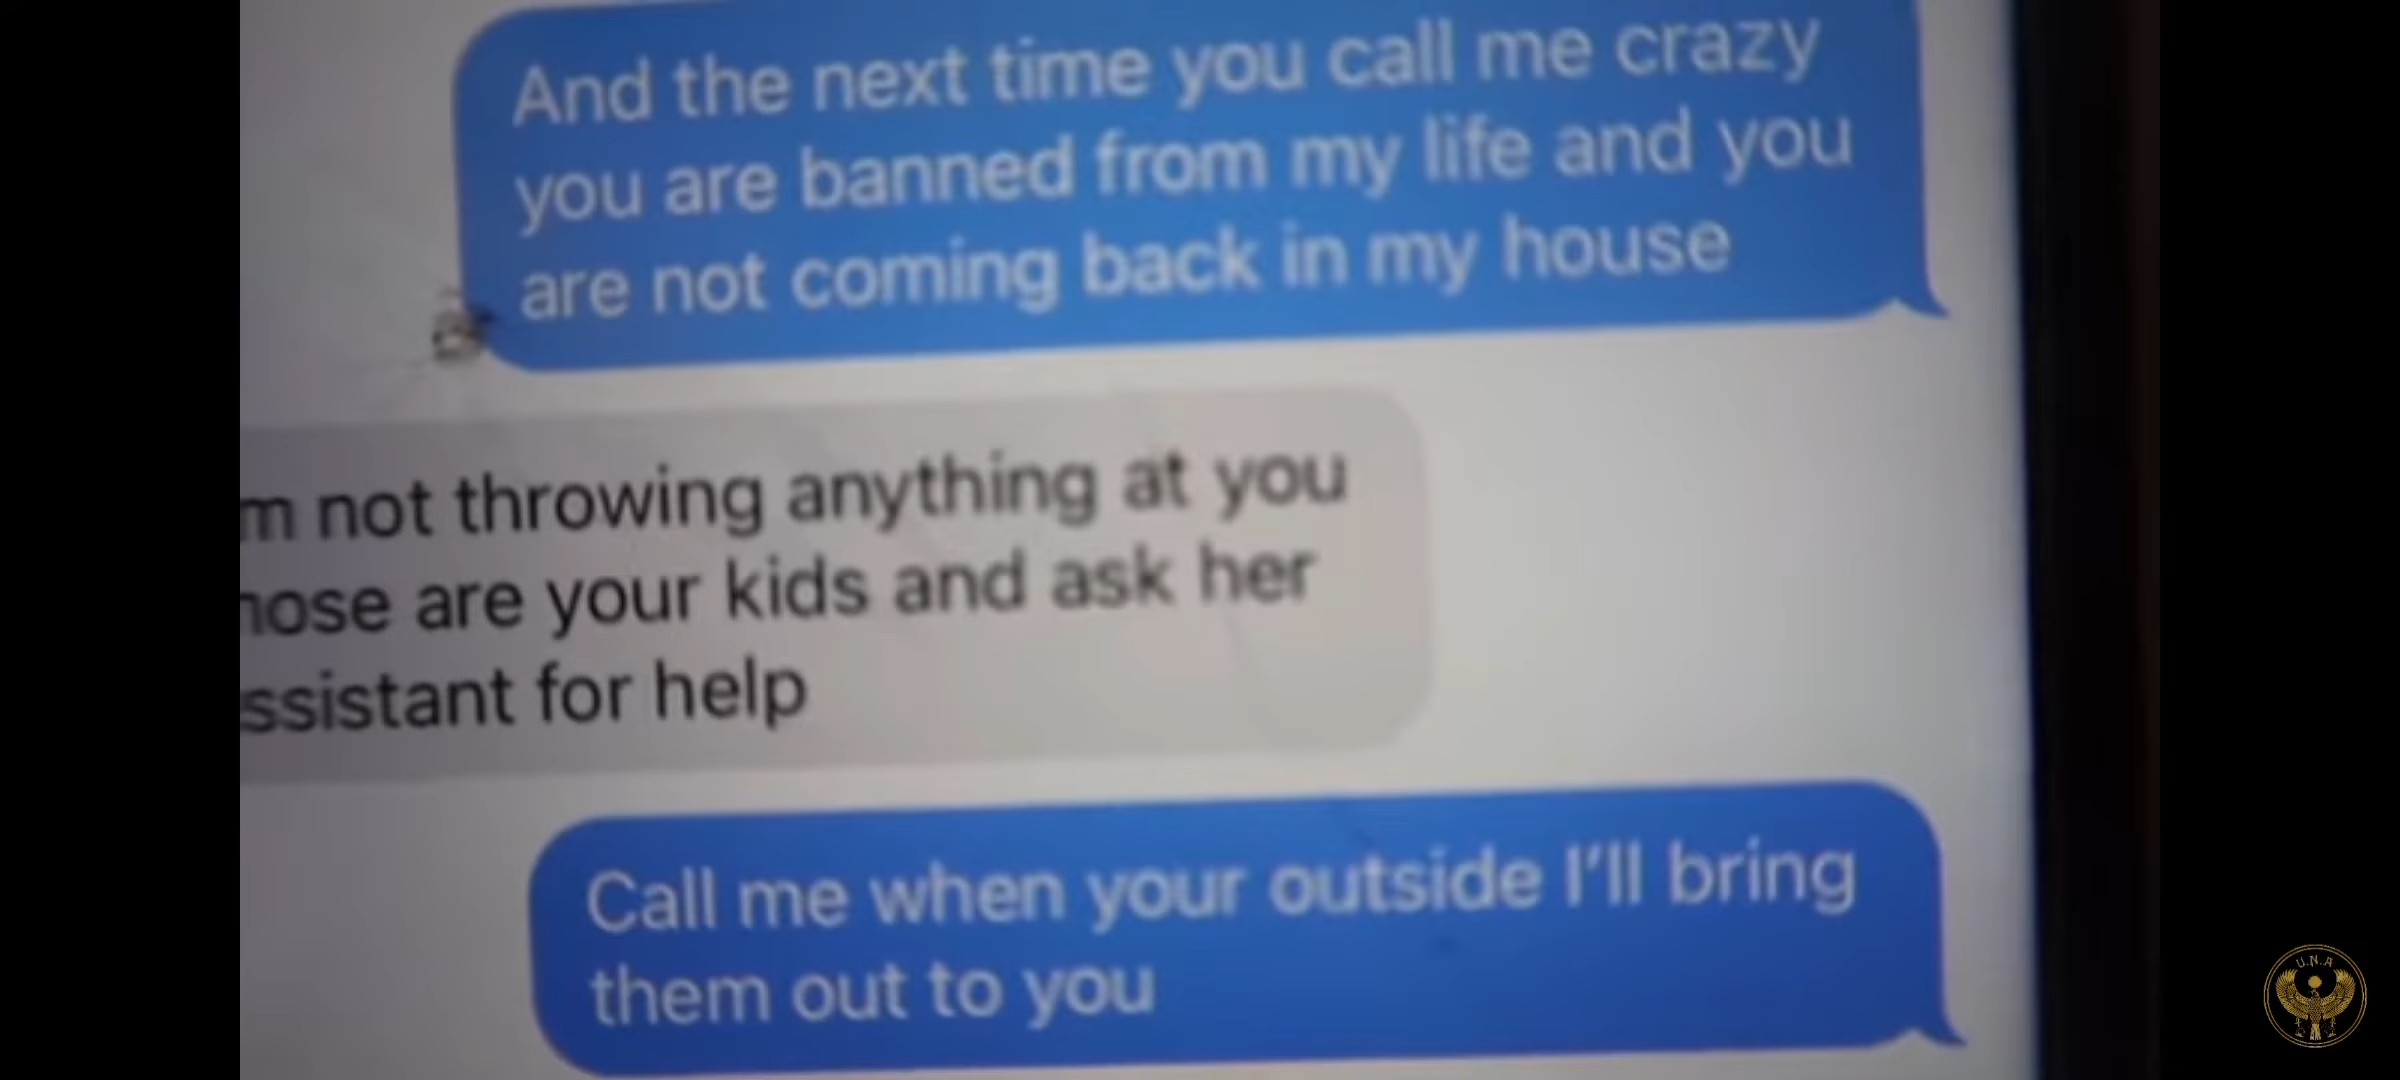 And the next time you call me crazy
you are banned from my life and you
are not coming back in my house
m not throwing anything at you
hose are your kids and ask her
ssistant for help
Call me when your outside I'll bring
them out to you
U.N.A